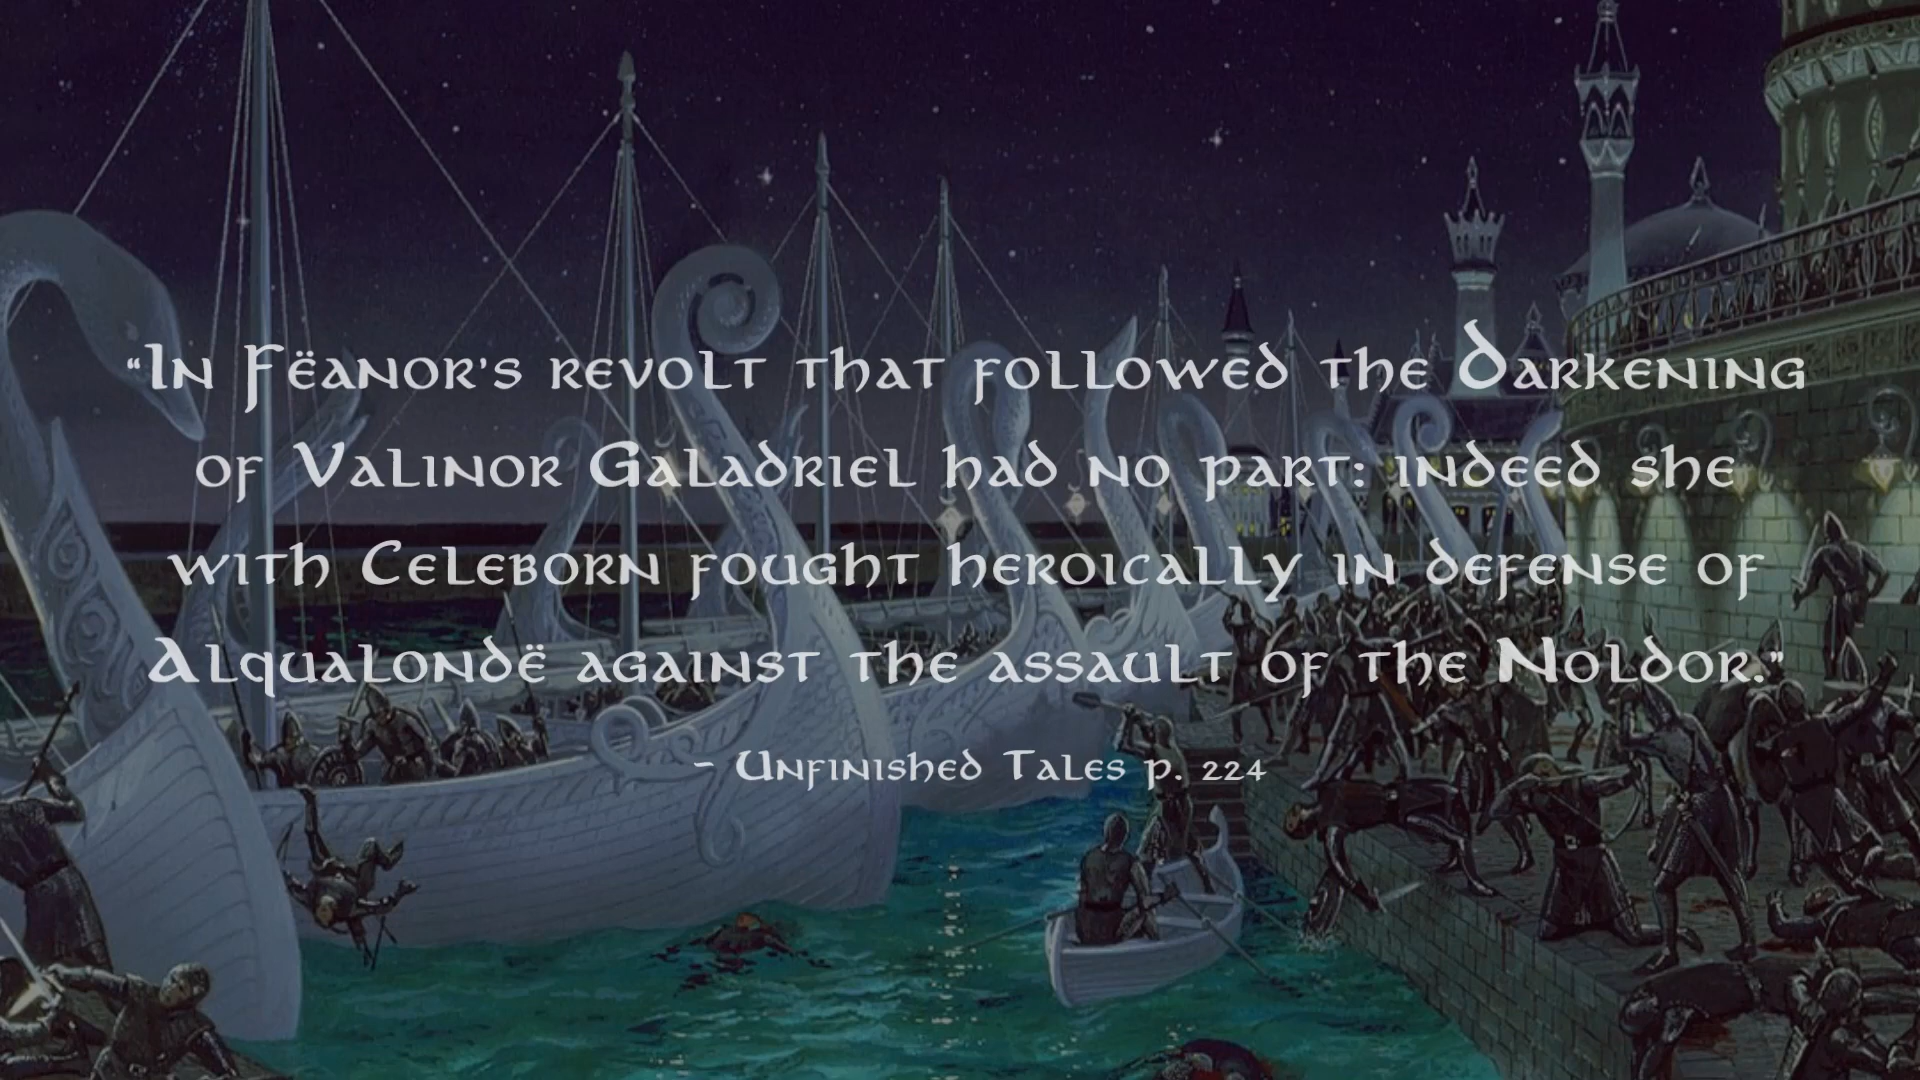 “In Fëanor's revolt that followed the Darkening
of Valinor Galadriel had no part: indeed she
with Celeborn fought heroically in defense of
Alqualondë against the assault of the Noldor.”
- Unfinished Tales p. 224